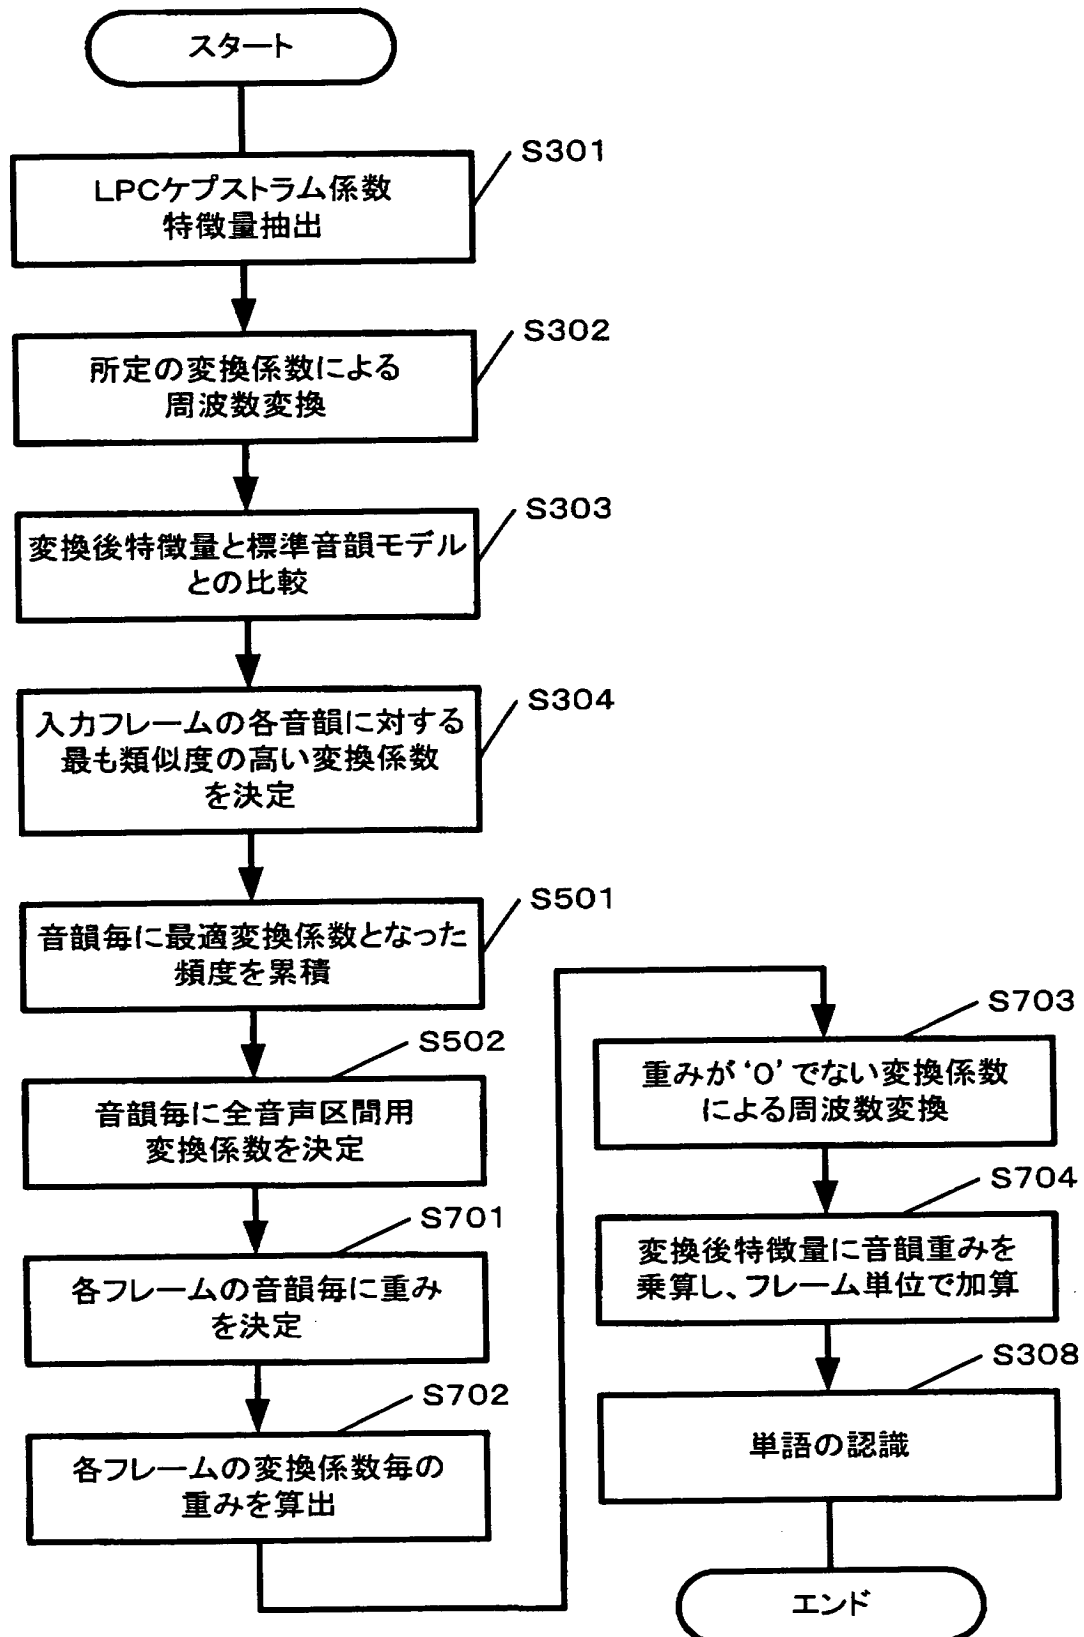 スタート
S301
LPCケプストラム係数
特徴量抽出
S302
所定の変換係数による
周波数変換
S303
変換後特徴量と標準音韻モデル
との比較
S304
入力フレームの各音韻に対する
最も類似度の高い変換係数
を決定
S501
音韻毎に最適変換係数となった
頻度を累積
S502
音韻毎に全音声区間用
変換係数を決定
S701
各フレームの音韻毎に重み
を決定
S702
各フレームの変換係数毎の
重みを算出
S703
重みが‘0’でない変換係数
による周波数変換
S704
変換後特徴量に音韻重みを
乗算し、フレーム単位で加算
S308
単語の認識
エンド